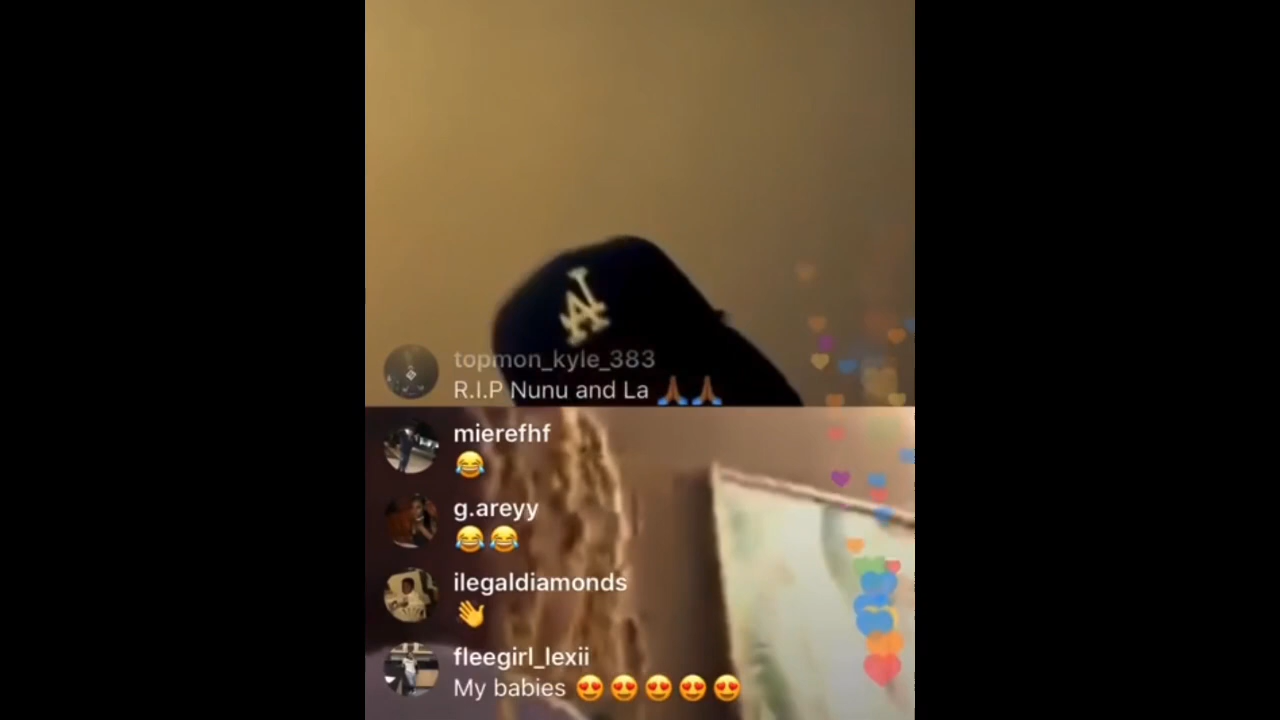 LA
topmon_kyle_383
R.I.P Nunu and La 🙏🏾🙏🏾
mierefhf
😂
g.areyy
😂😂
ilegaldiamonds
👋
fleegirl_lexii
My babies 😍😍😍😍😍